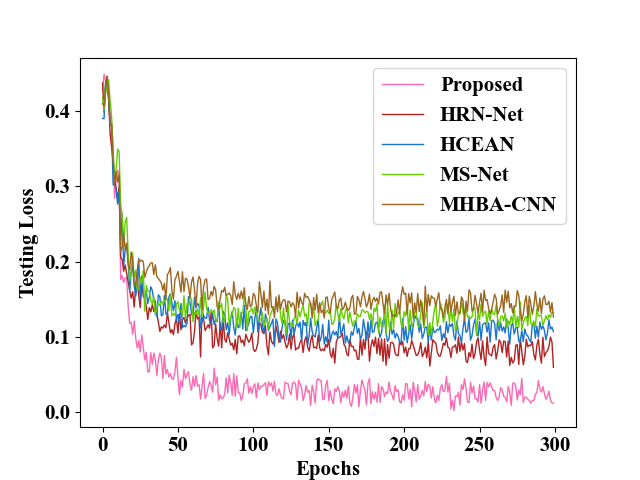 Proposed
HRN-Net
HCEAN
MS-Net
MHBA-CNN
Testing Loss
0.4
0.3
0.2
0.1
0.0
0 50 100 150 200 250 300
Epochs